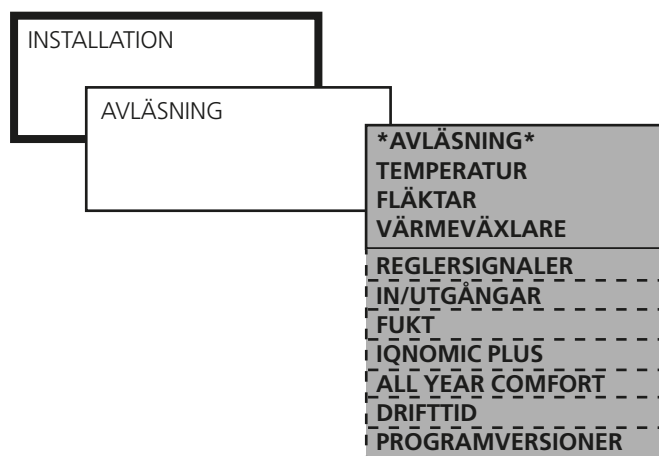 INSTALLATION
AVLÄSNING
*AVLÄSNING*
TEMPERATUR
FLÄKTAR
VÄRMEVÄXLARE
REGLERSIGNALER
IN/UTGÅNGAR
FUKT
IQNOMIC PLUS
ALL YEAR COMFORT
DRIFTTID
PROGRAMVERSIONER